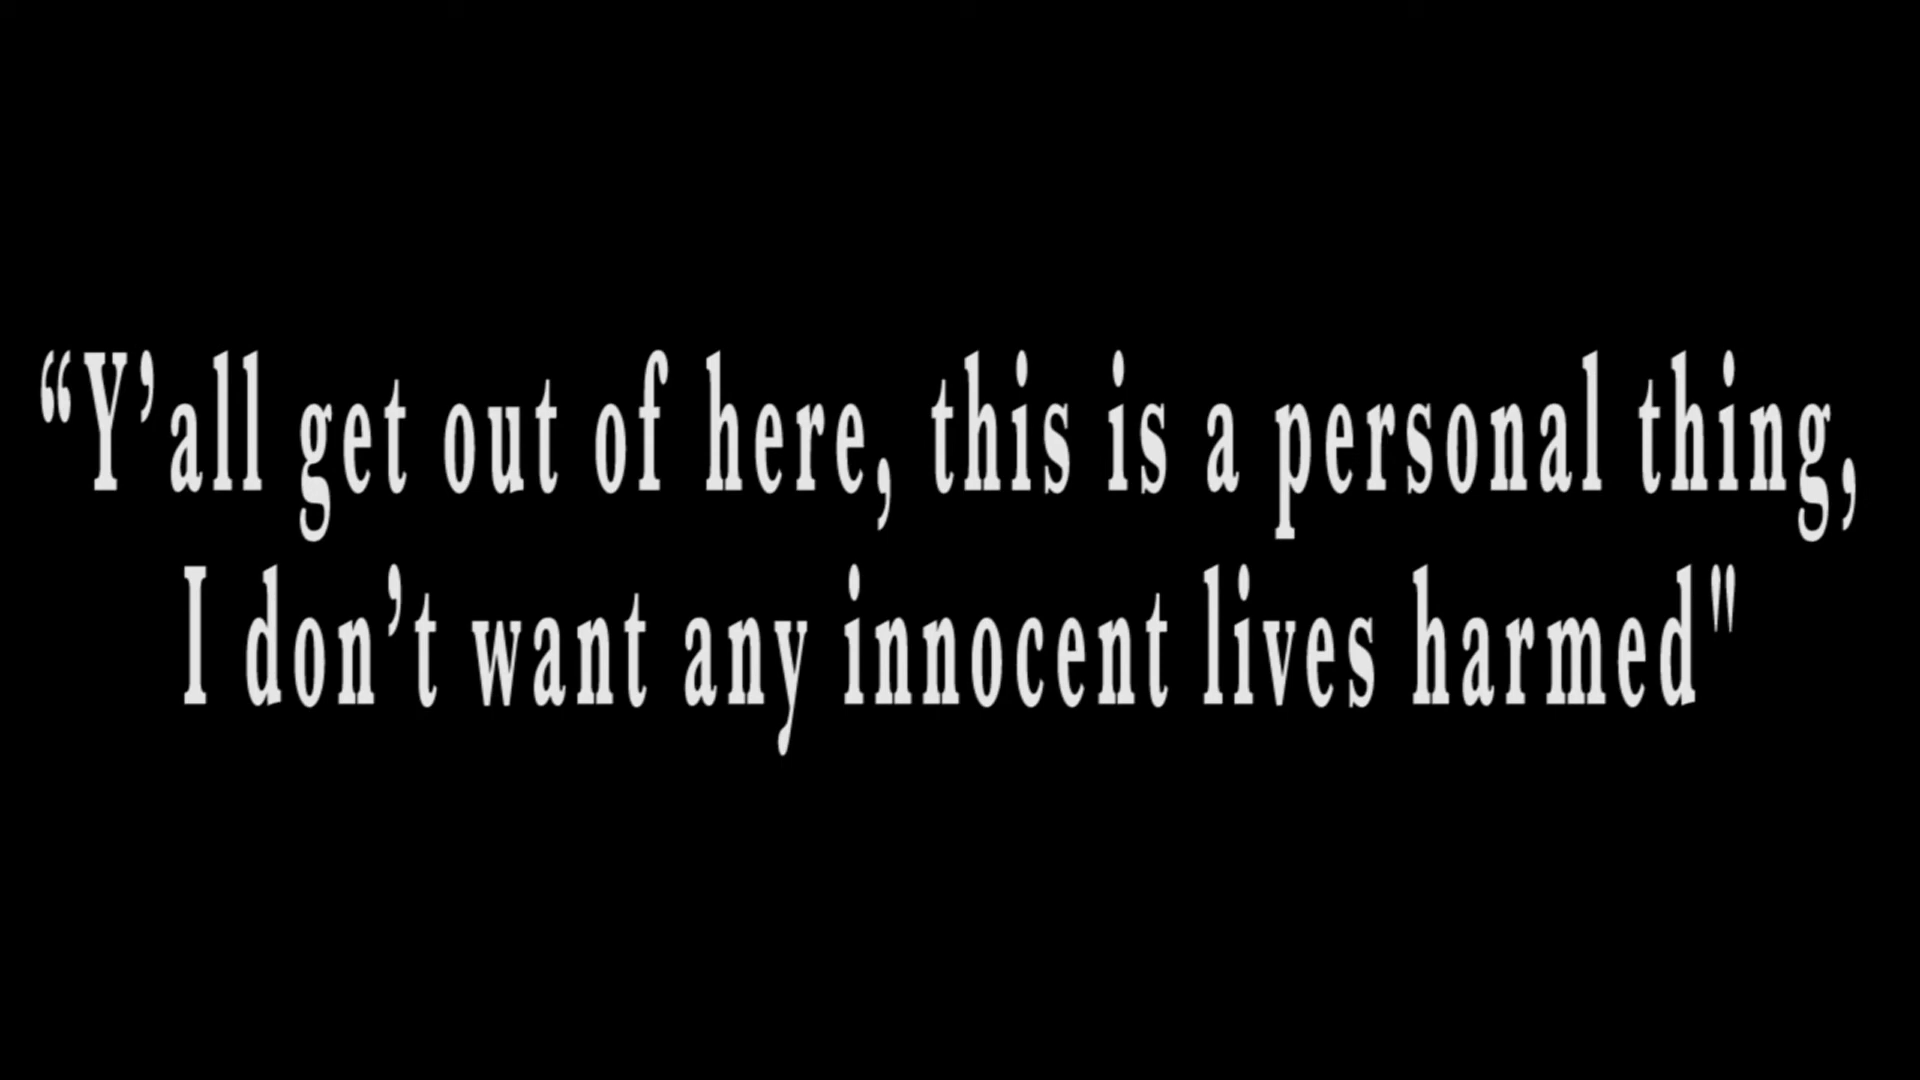 “Y’all get out of here, this is a personal thing,
I don’t want any innocent lives harmed"